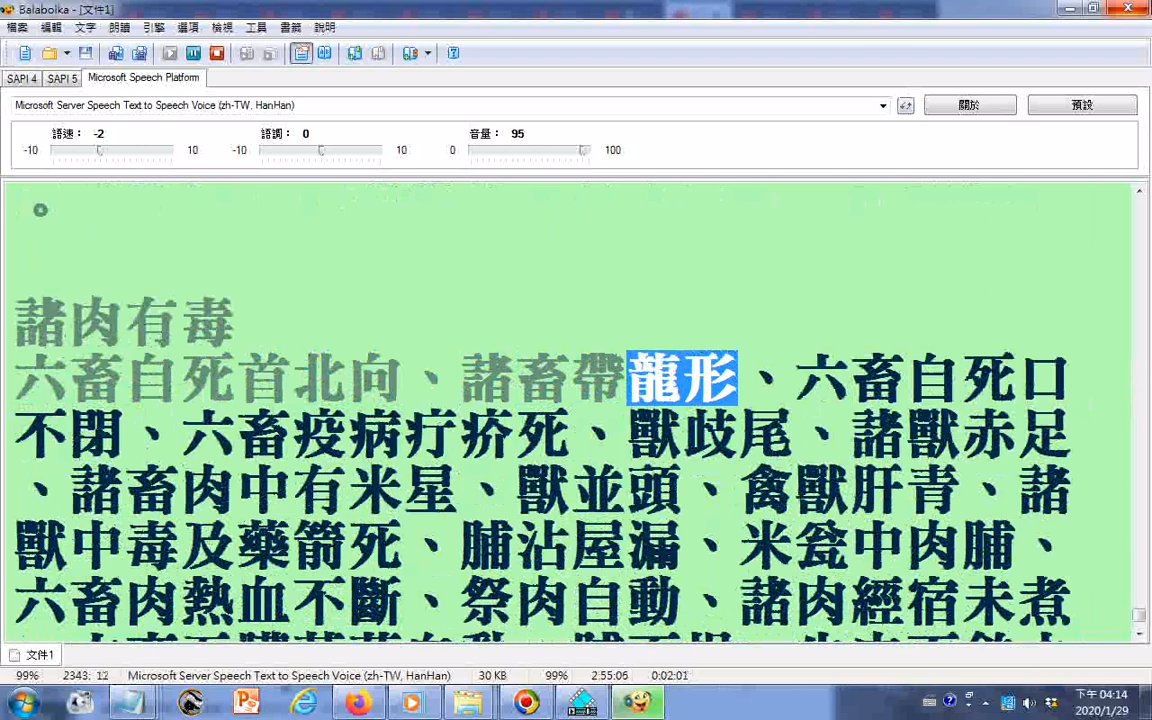 Balabolka - [文件1]
檔案 編輯 文字 朗讀 引擎 選項 檢視 工具 書籤 說明
SAPI 4 SAPI 5 Microsoft Speech Platform
Microsoft Server Speech Text to Speech Voice (zh-TW, HanHan) 關於 預設
語速： -2 語調： 0 音量： 95
-10 10 -10 10 0 100
。
諸肉有毒
六畜自死首北向、諸畜帶龍形、六畜自死口
不閉、六畜疫病疔疥死、獸歧尾、諸獸赤足
、諸畜肉中有米星、獸並頭、禽獸肝青、諸
獸中毒及藥箭死、脯沾屋漏、米瓮中肉脯、
六畜肉熱血不斷、祭肉自動、諸肉經宿未煮
文件1
99% 2343: 12 Microsoft Server Speech Text to Speech Voice (zh-TW, HanHan) 30 KB 99% 2:55:06 0:02:01
下午 04:14
2020/1/29